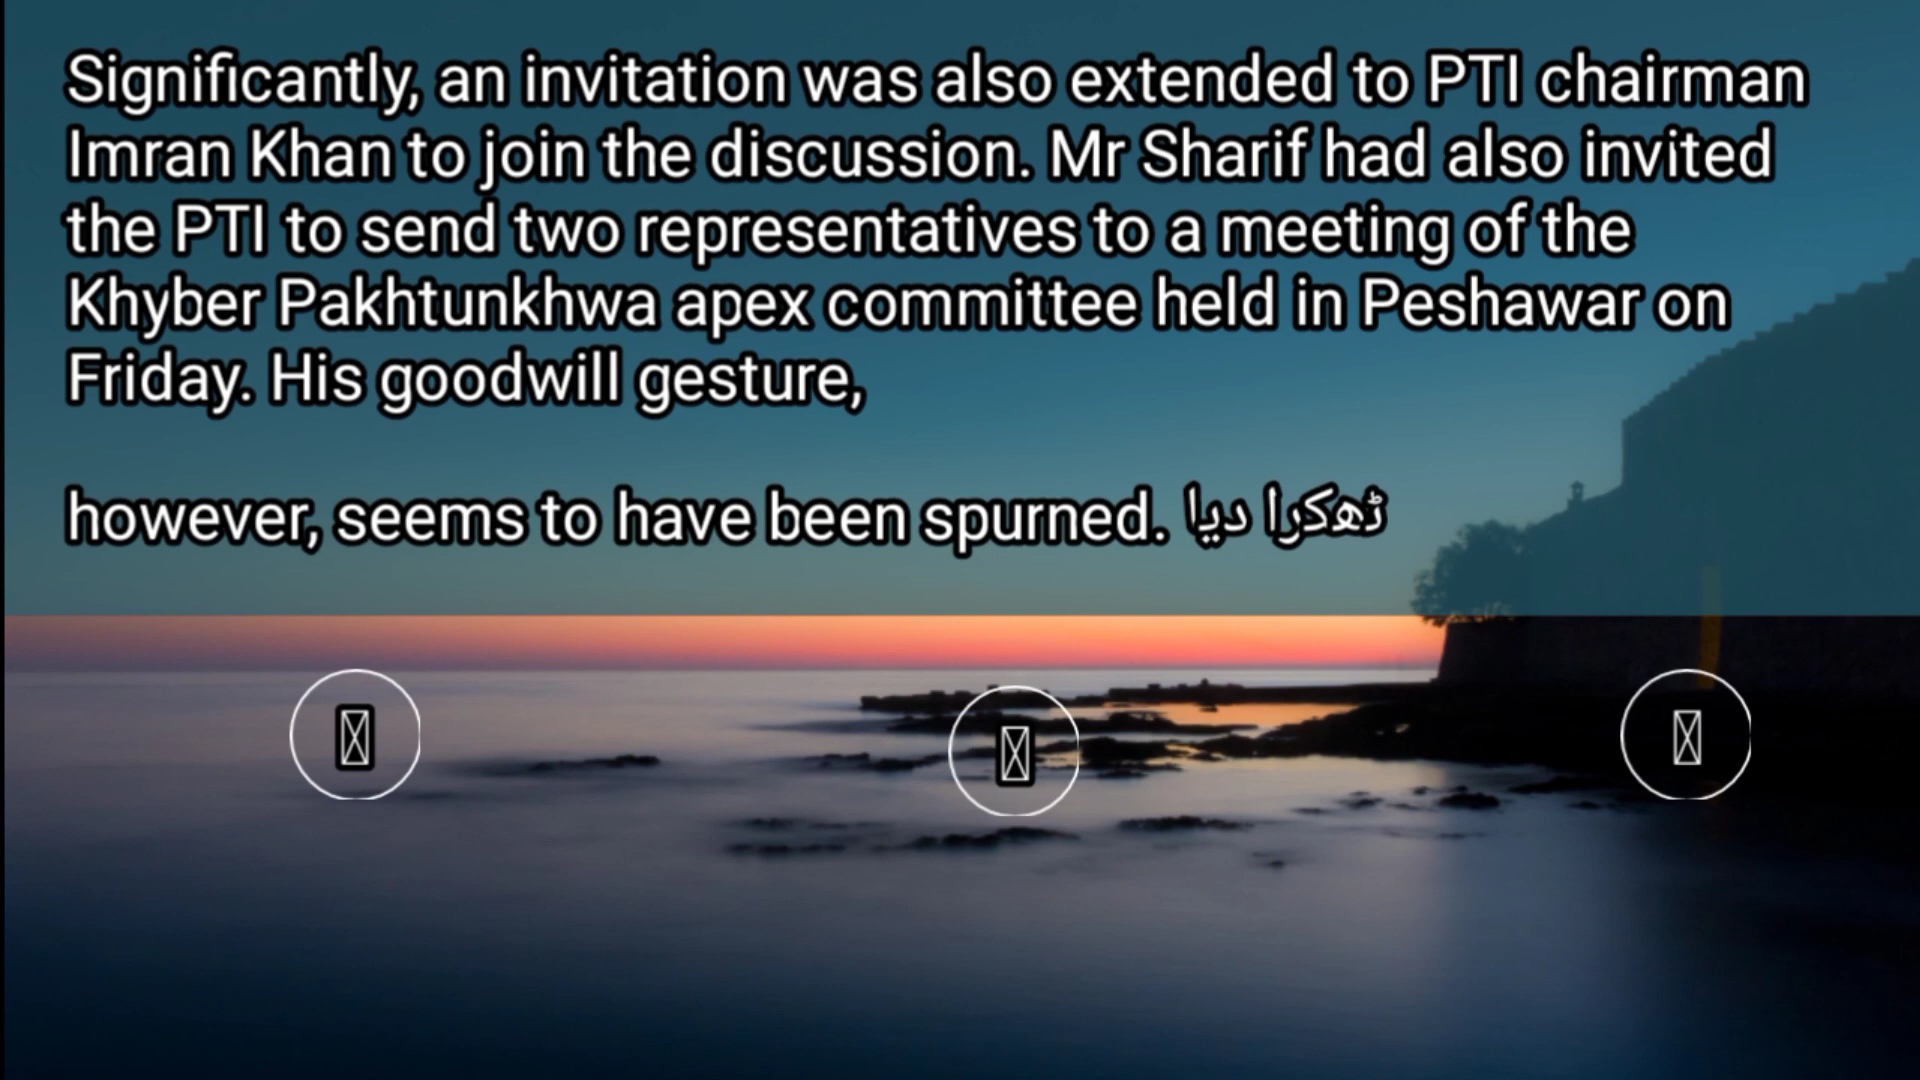 Significantly, an invitation was also extended to PTI chairman
Imran Khan to join the discussion. Mr Sharif had also invited
the PTI to send two representatives to a meeting of the
Khyber Pakhtunkhwa apex committee held in Peshawar on
Friday. His goodwill gesture,
however, seems to have been spurned. ٹھکرا دیا